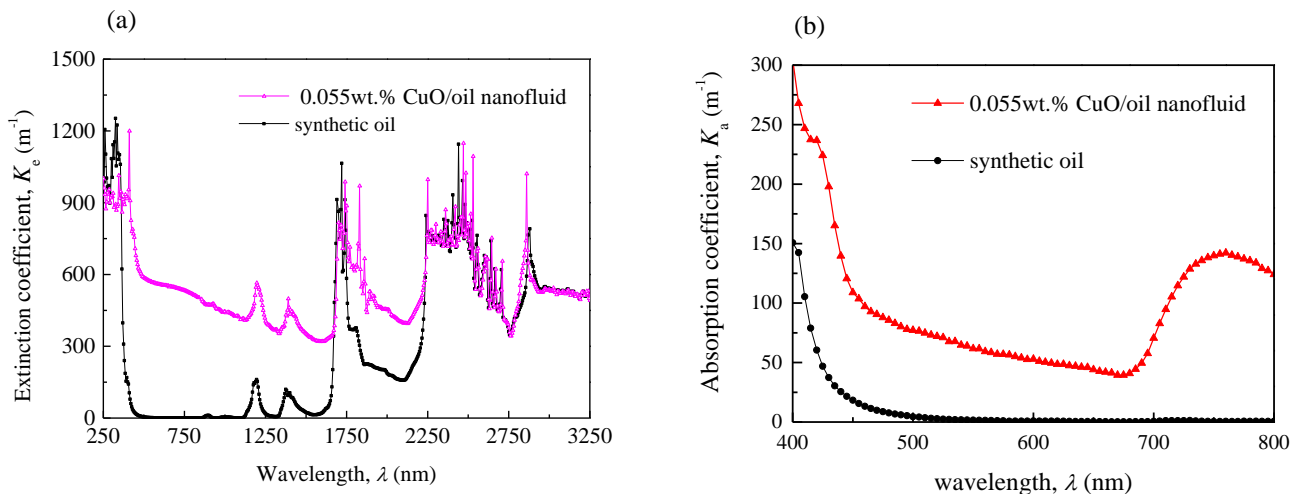 (a)
Extinction coefficient, Ke (m-1)
1500
1200
900
600
300
0
250 750 1250 1750 2250 2750 3250
Wavelength, λ (nm)
0.055wt.% CuO/oil nanofluid
synthetic oil
(b)
Absorption coefficient, Ka (m-1)
300
250
200
150
100
50
0
400 500 600 700 800
wavelength, λ (nm)
0.055wt.% CuO/oil nanofluid
synthetic oil